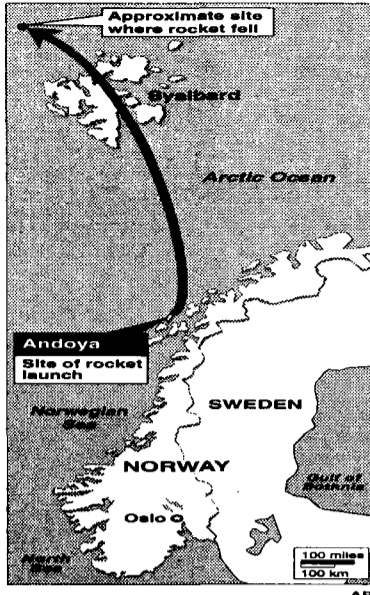 Approximate site
where rocket fell
Svalbard
Arctic Ocean
Andoya
Site of rocket
launch
Norwegian
Sea
SWEDEN
NORWAY
Gulf of
Bothnia
Oslo
North
Sea
100 miles
100 km
AP